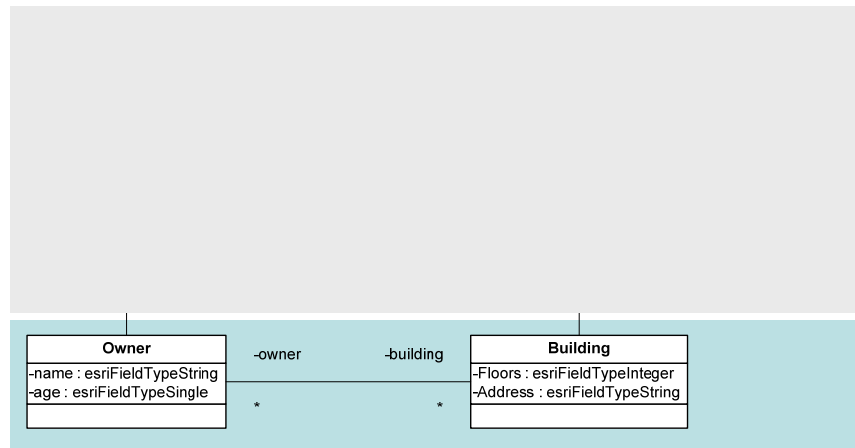 Owner
-name : esriFieldTypeString
-age : esriFieldTypeSingle
-owner
-building
*
*
Building
-Floors : esriFieldTypeInteger
-Address : esriFieldTypeString